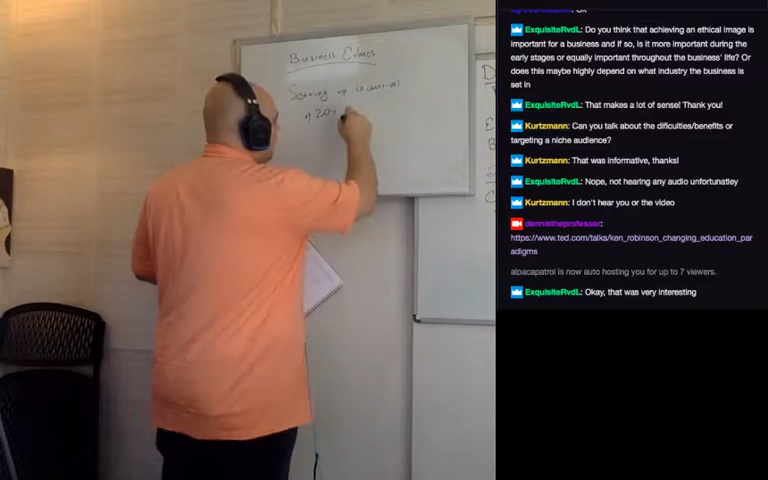 Business Ethics
up
ExquisiteRvdL: Do you think that achieving an ethical image is
important for a business and if so, is it more important during the
early stages or equally important throughout the business' life? Or
does this maybe highly depend on what industry the business is
set in
ExquisiteRvdL: That makes a lot of sense! Thank you!
Kurtzmann: Can you talk about the dificulties/benefits or
targeting a niche audience?
Kurtzmann: That was informative, thanks!
ExquisiteRvdL: Nope, not hearing any audio unfortunatley
Kurtzmann: I don't hear you or the video
dennistheprofessor:
https://www.ted.com/talks/ken_robinson_changing_education_par
adigms
alpacapatrol is now auto hosting you for up to 7 viewers.
ExquisiteRvdL: Okay, that was very interesting